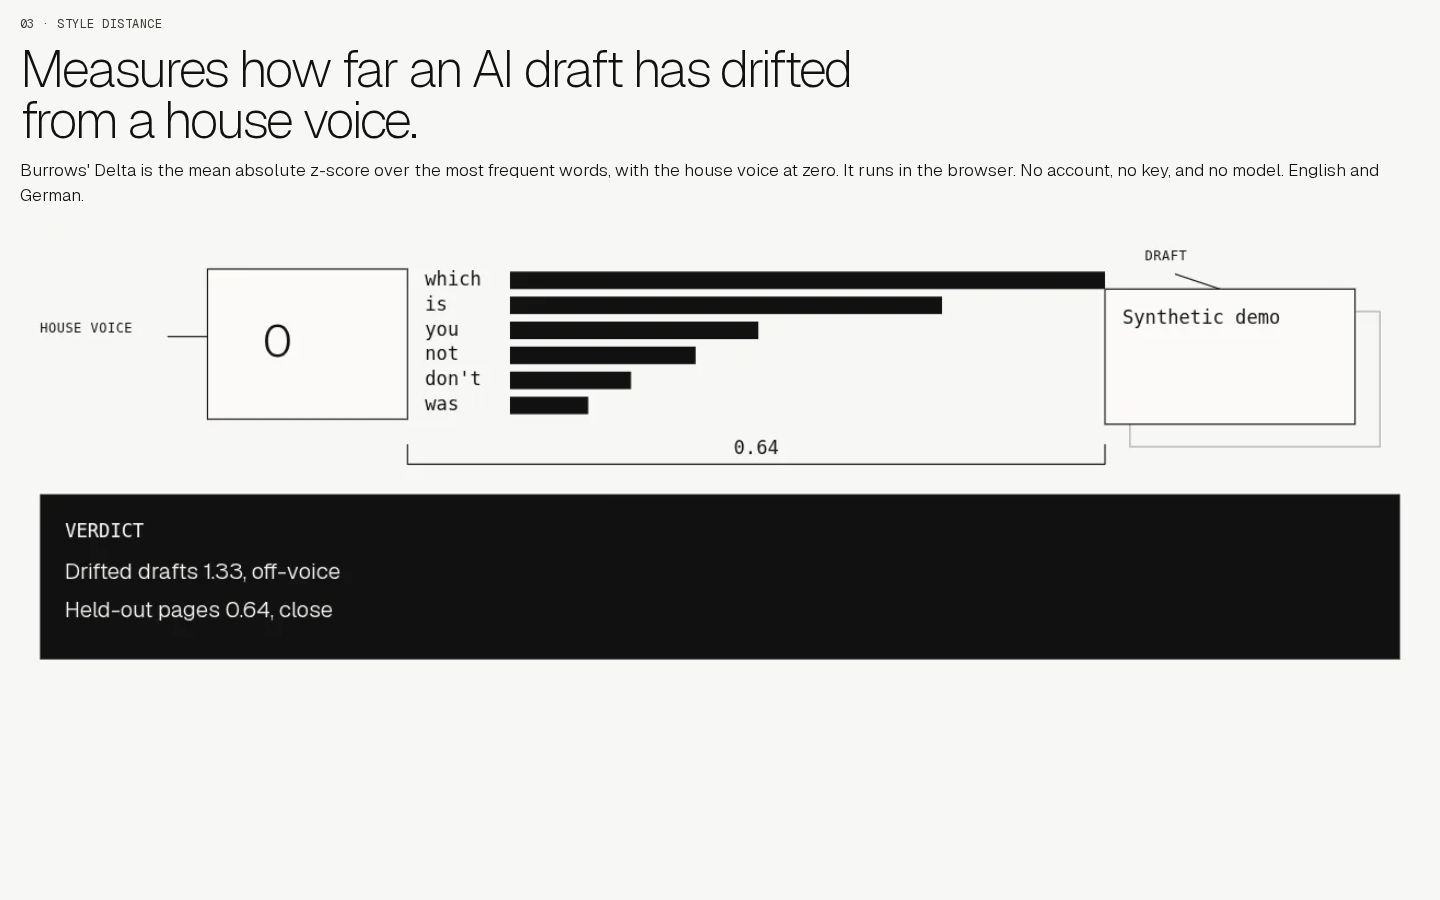 03 · STYLE DISTANCE
Measures how far an AI draft has drifted
from a house voice.
Burrows' Delta is the mean absolute z-score over the most frequent words, with the house voice at zero. It runs in the browser. No account, no key, and no model. English and
German.
DRAFT
HOUSE VOICE
0
which
is
you
not
don't
was
Synthetic demo
0.64
VERDICT
Drifted drafts 1.33, off-voice
Held-out pages 0.64, close